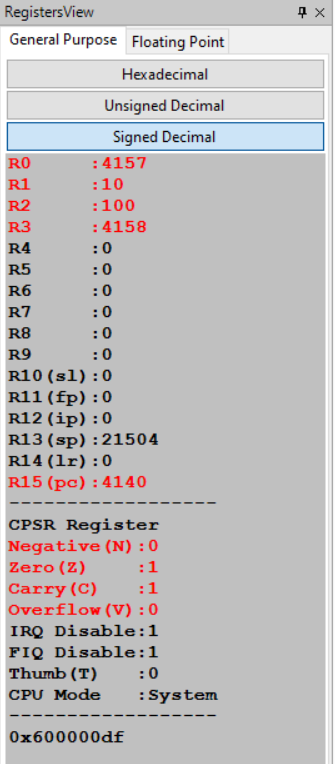 RegistersView
General Purpose Floating Point
Hexadecimal
Unsigned Decimal
Signed Decimal
R0 :4157
R1 :10
R2 :100
R3 :4158
R4 :0
R5 :0
R6 :0
R7 :0
R8 :0
R9 :0
R10(sl):0
R11(fp):0
R12(ip):0
R13(sp):21504
R14(lr):0
R15(pc):4140
------------------
CPSR Register
Negative(N):0
Zero(Z) :1
Carry(C) :1
Overflow(V):0
IRQ Disable:1
FIQ Disable:1
Thumb(T) :0
CPU Mode :System
------------------
0x600000df